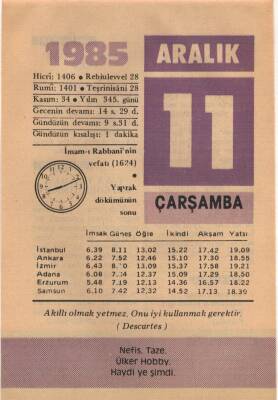 1985
Hicrî: 1406 • Rebiulevvel 28
Rumî: 1401 • Teşrinisâni 28
Kasım: 34 • Yılın 345. günü
Gecenin devamı: 14 s, 29 d.
Gündüzün devamı: 9 s.31 d.
Gündüzün kısalışı: 1 dakika
İmam-ı Rabbanî'nin
vefatı (1624)
•
Yaprak
dökümünün
sonu
ARALIK
11
ÇARŞAMBA
İmsak Güneş Öğle İkindi Akşam Yatsı
İstanbul 6.39 8.11 13.02 15.22 17.42 19.09
Ankara 6.22 7.52 12.46 15.10 17.30 18.55
İzmir 6.43 8.10 13.09 15.37 17.58 19.21
Adana 6.08 12.37 15.09 17.29 18.50
Erzurum 5.48 7.19 12.13 14.36 16.57 18.22
Samsun 6.10 7.42 12.32 14.52 17.13 18.39
Akıllı olmak yetmez. Onu iyi kullanmak gerektir.
( Descartes )
Nefis. Taze.
Ülker Hobby.
Haydi ye şimdi.